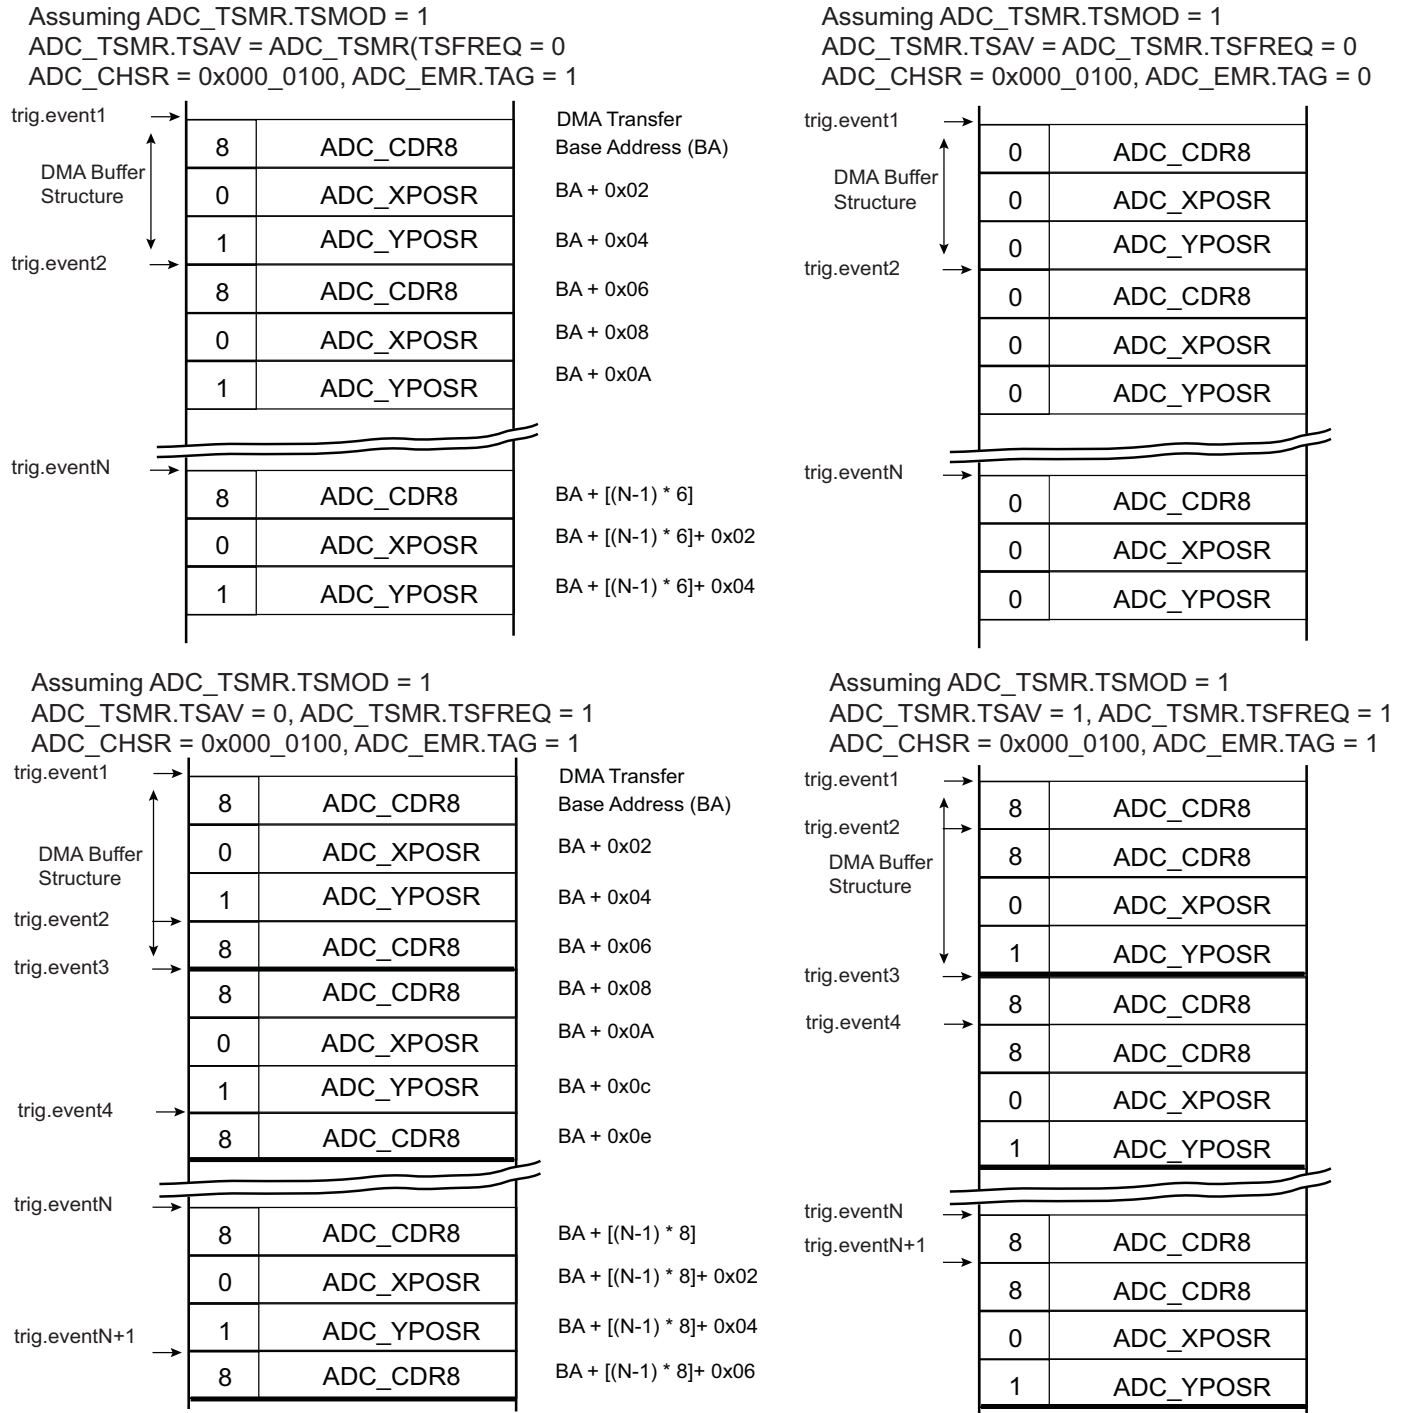 Assuming ADC_TSMR.TSMOD = 1
ADC_TSMR.TSAV = ADC_TSMR(TSFREQ = 0
ADC_CHSR = 0x000_0100, ADC_EMR.TAG = 1
trig.event1
DMA Transfer
8 ADC_CDR8 Base Address (BA)
DMA Buffer
Structure
0 ADC_XPOSR BA + 0x02
1 ADC_YPOSR BA + 0x04
trig.event2
8 ADC_CDR8 BA + 0x06
0 ADC_XPOSR BA + 0x08
1 ADC_YPOSR BA + 0x0A
trig.eventN
8 ADC_CDR8 BA + [(N-1) * 6]
0 ADC_XPOSR BA + [(N-1) * 6]+ 0x02
1 ADC_YPOSR BA + [(N-1) * 6]+ 0x04
Assuming ADC_TSMR.TSMOD = 1
ADC_TSMR.TSAV = ADC_TSMR.TSFREQ = 0
ADC_CHSR = 0x000_0100, ADC_EMR.TAG = 0
trig.event1
0 ADC_CDR8
DMA Buffer
Structure
0 ADC_XPOSR
0 ADC_YPOSR
trig.event2
0 ADC_CDR8
0 ADC_XPOSR
0 ADC_YPOSR
trig.eventN
0 ADC_CDR8
0 ADC_XPOSR
0 ADC_YPOSR
Assuming ADC_TSMR.TSMOD = 1
ADC_TSMR.TSAV = 0, ADC_TSMR.TSFREQ = 1
ADC_CHSR = 0x000_0100, ADC_EMR.TAG = 1
trig.event1
DMA Transfer
8 ADC_CDR8 Base Address (BA)
DMA Buffer
Structure
0 ADC_XPOSR BA + 0x02
1 ADC_YPOSR BA + 0x04
trig.event2
8 ADC_CDR8 BA + 0x06
trig.event3
8 ADC_CDR8 BA + 0x08
0 ADC_XPOSR BA + 0x0A
1 ADC_YPOSR BA + 0x0c
trig.event4
8 ADC_CDR8 BA + 0x0e
trig.eventN
8 ADC_CDR8 BA + [(N-1) * 8]
0 ADC_XPOSR BA + [(N-1) * 8]+ 0x02
1 ADC_YPOSR BA + [(N-1) * 8]+ 0x04
trig.eventN+1
8 ADC_CDR8 BA + [(N-1) * 8]+ 0x06
Assuming ADC_TSMR.TSMOD = 1
ADC_TSMR.TSAV = 1, ADC_TSMR.TSFREQ = 1
ADC_CHSR = 0x000_0100, ADC_EMR.TAG = 1
trig.event1
8 ADC_CDR8
trig.event2
DMA Buffer
Structure
8 ADC_CDR8
0 ADC_XPOSR
1 ADC_YPOSR
trig.event3
8 ADC_CDR8
trig.event4
8 ADC_CDR8
0 ADC_XPOSR
1 ADC_YPOSR
trig.eventN
8 ADC_CDR8
trig.eventN+1
8 ADC_CDR8
0 ADC_XPOSR
1 ADC_YPOSR